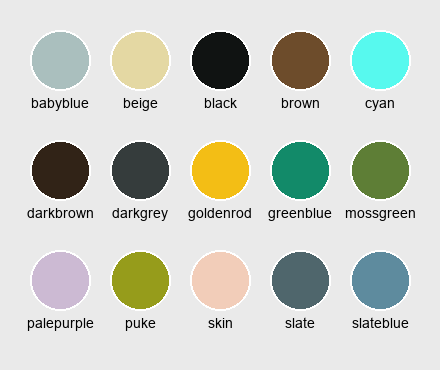 babyblue beige black brown cyan
darkbrown darkgrey goldenrod greenblue mossgreen
palepurple puke skin slate slateblue